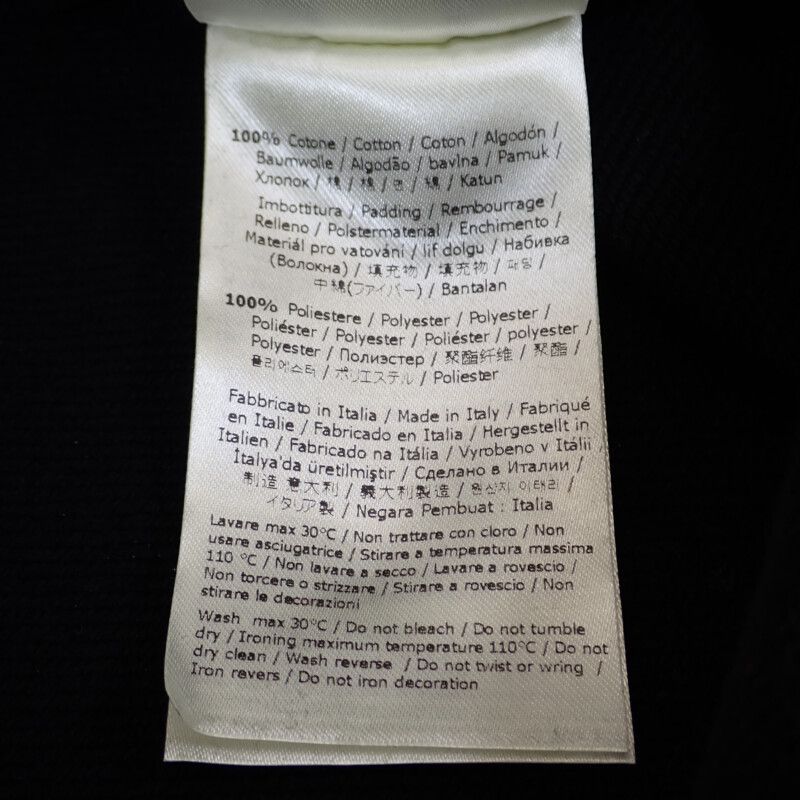 100% Cotone / Cotton / Coton / Algodón /
Baumwolle / Algodão / bavlna / Pamuk /
Хлопок / 棉 / 棉 / 면 / 綿 / Katun
Imbottitura / Padding / Rembourrage /
Relleno / Polstermaterial / Enchimento /
Materiál pro vatování / lif dolgu / Набивка
(Волокна) / 填充物 / 填充物 / 패딩 /
中綿(ファイバー) / Bantalan
100% Poliestere / Polyester / Polyester /
Poliéster / Polyester / Poliéster / polyester /
Polyester / Полиэстер / 聚酯纤维 / 聚酯 /
폴리에스터 / ポリエステル / Poliester
Fabbricato in Italia / Made in Italy / Fabriqué
en Italie / Fabricado en Italia / Hergestellt in
Italien / Fabricado na Itália / Vyrobeno v Itálii /
İtalya'da üretilmiştir / Сделано в Италии /
制造 意大利 / 義大利製造 / 원산지 이태리 /
イタリア製 / Negara Pembuat : Italia
Lavare max 30°C / Non trattare con cloro / Non
usare asciugatrice / Stirare a temperatura massima
110 °C / Non lavare a secco / Lavare a rovescio /
Non torcere o strizzare / Stirare a rovescio / Non
stirare le decorazioni
Wash max 30°C / Do not bleach / Do not tumble
dry / Ironing maximum temperature 110°C / Do not
dry clean / Wash reverse / Do not twist or wring /
Iron revers / Do not iron decoration